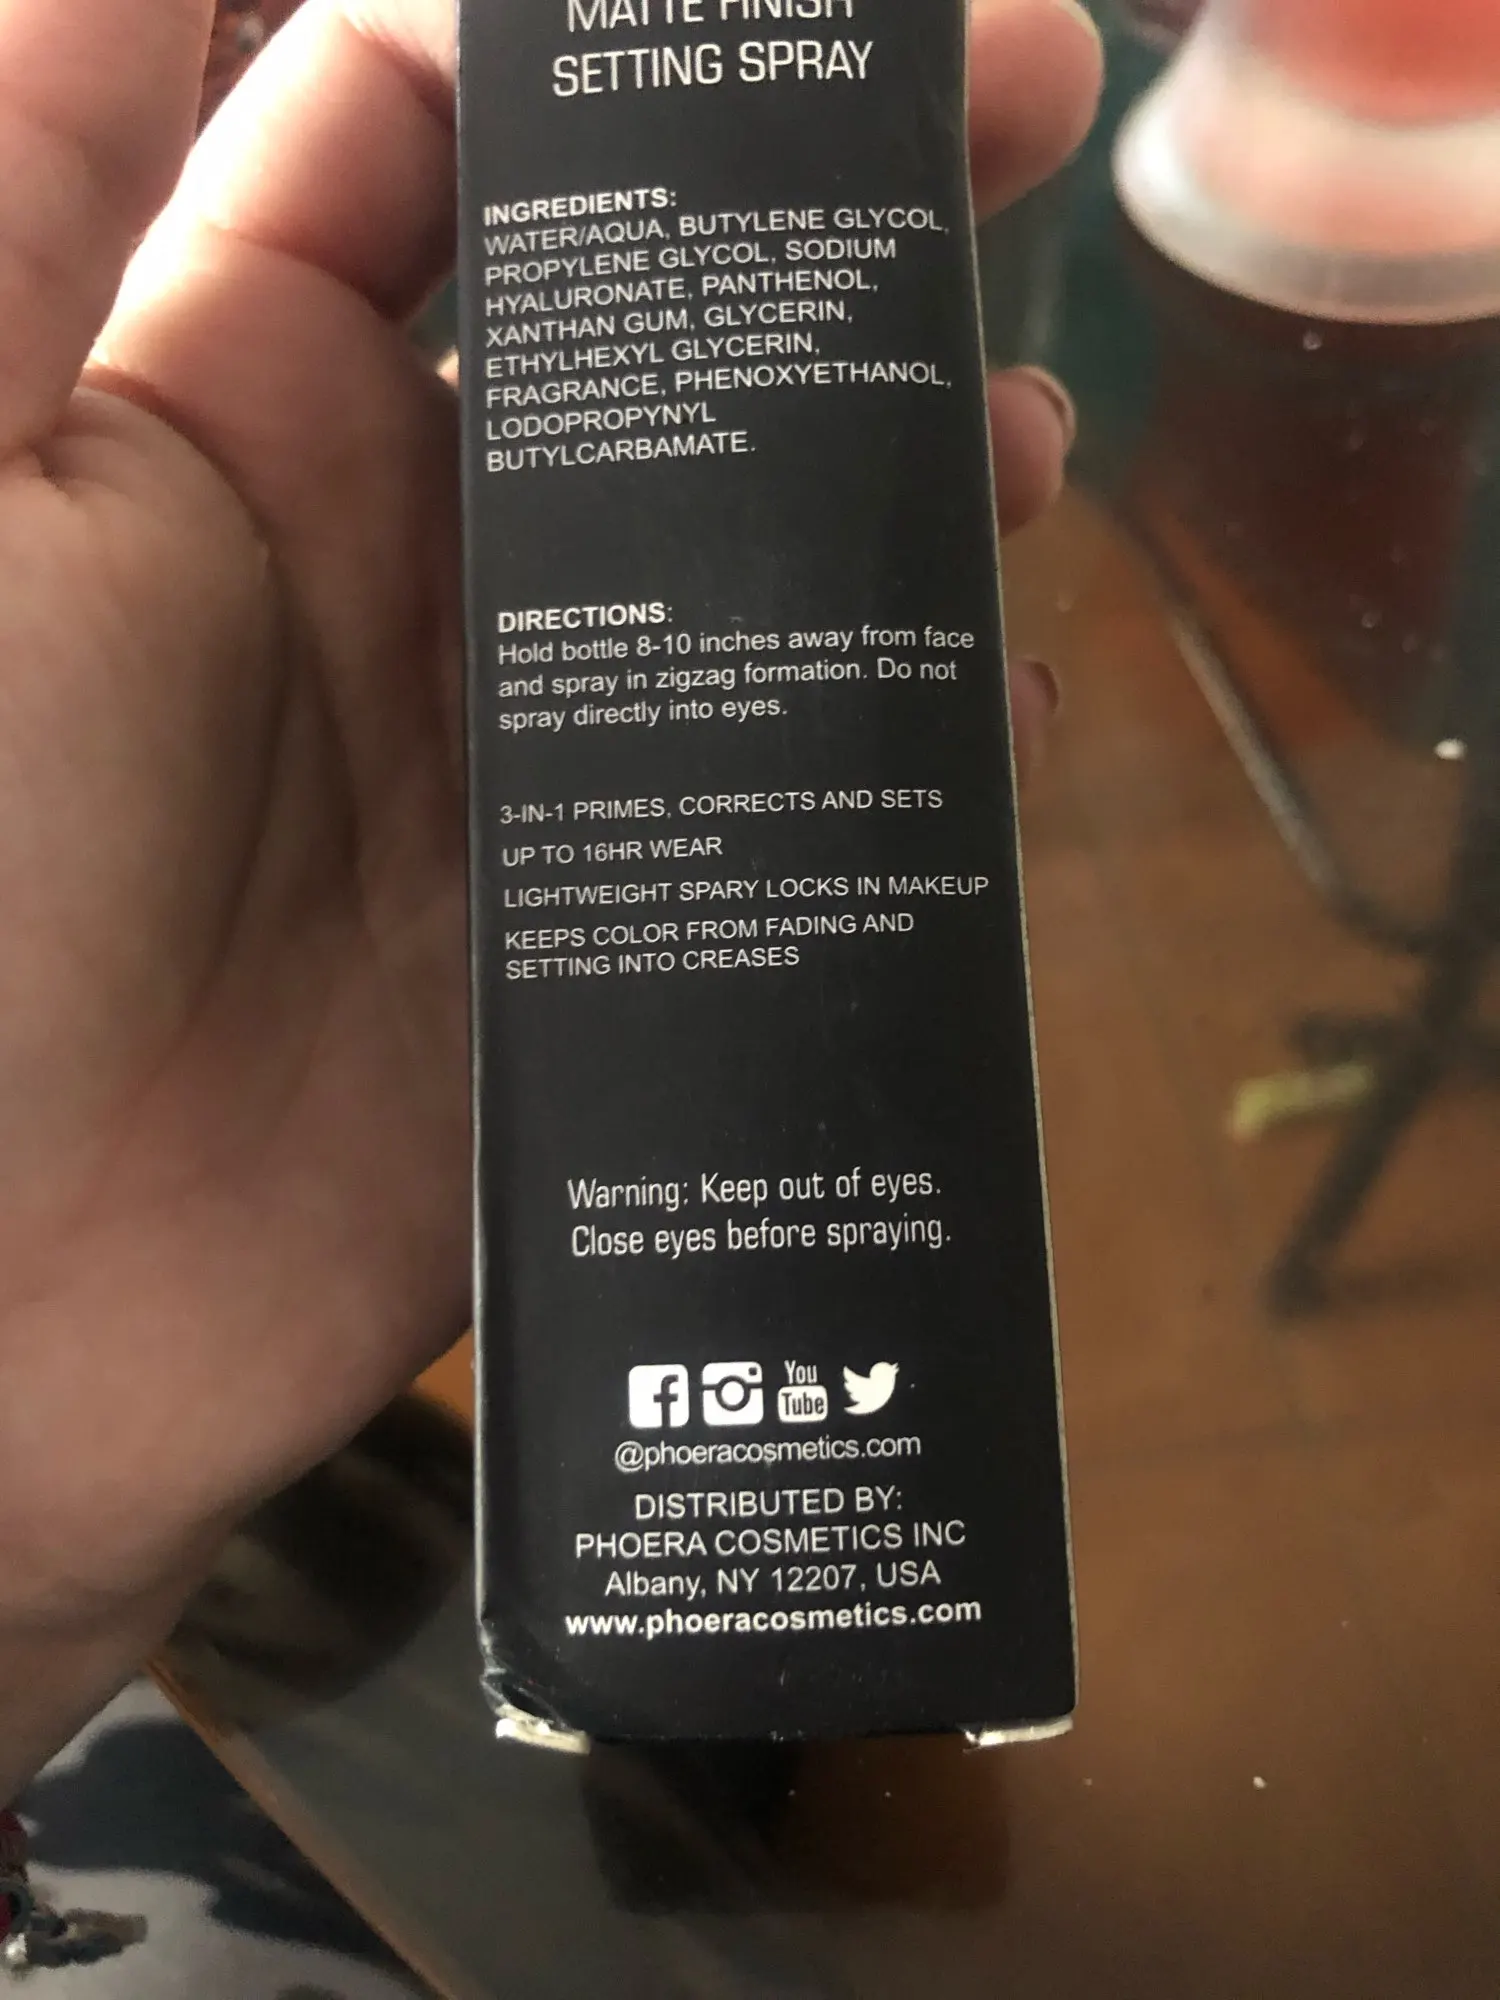 MATTE FINISH
SETTING SPRAY
INGREDIENTS:
WATER/AQUA, BUTYLENE GLYCOL,
PROPYLENE GLYCOL, SODIUM
HYALURONATE, PANTHENOL,
XANTHAN GUM, GLYCERIN,
ETHYLHEXYL GLYCERIN,
FRAGRANCE, PHENOXYETHANOL,
LODOPROPYNYL
BUTYLCARBAMATE.
DIRECTIONS:
Hold bottle 8-10 inches away from face
and spray in zigzag formation. Do not
spray directly into eyes.
3-IN-1 PRIMES, CORRECTS AND SETS
UP TO 16HR WEAR
LIGHTWEIGHT SPARY LOCKS IN MAKEUP
KEEPS COLOR FROM FADING AND
SETTING INTO CREASES
Warning: Keep out of eyes.
Close eyes before spraying.
f You Tube
@phoeracosmetics.com
DISTRIBUTED BY:
PHOERA COSMETICS INC
Albany, NY 12207, USA
www.phoeracosmetics.com